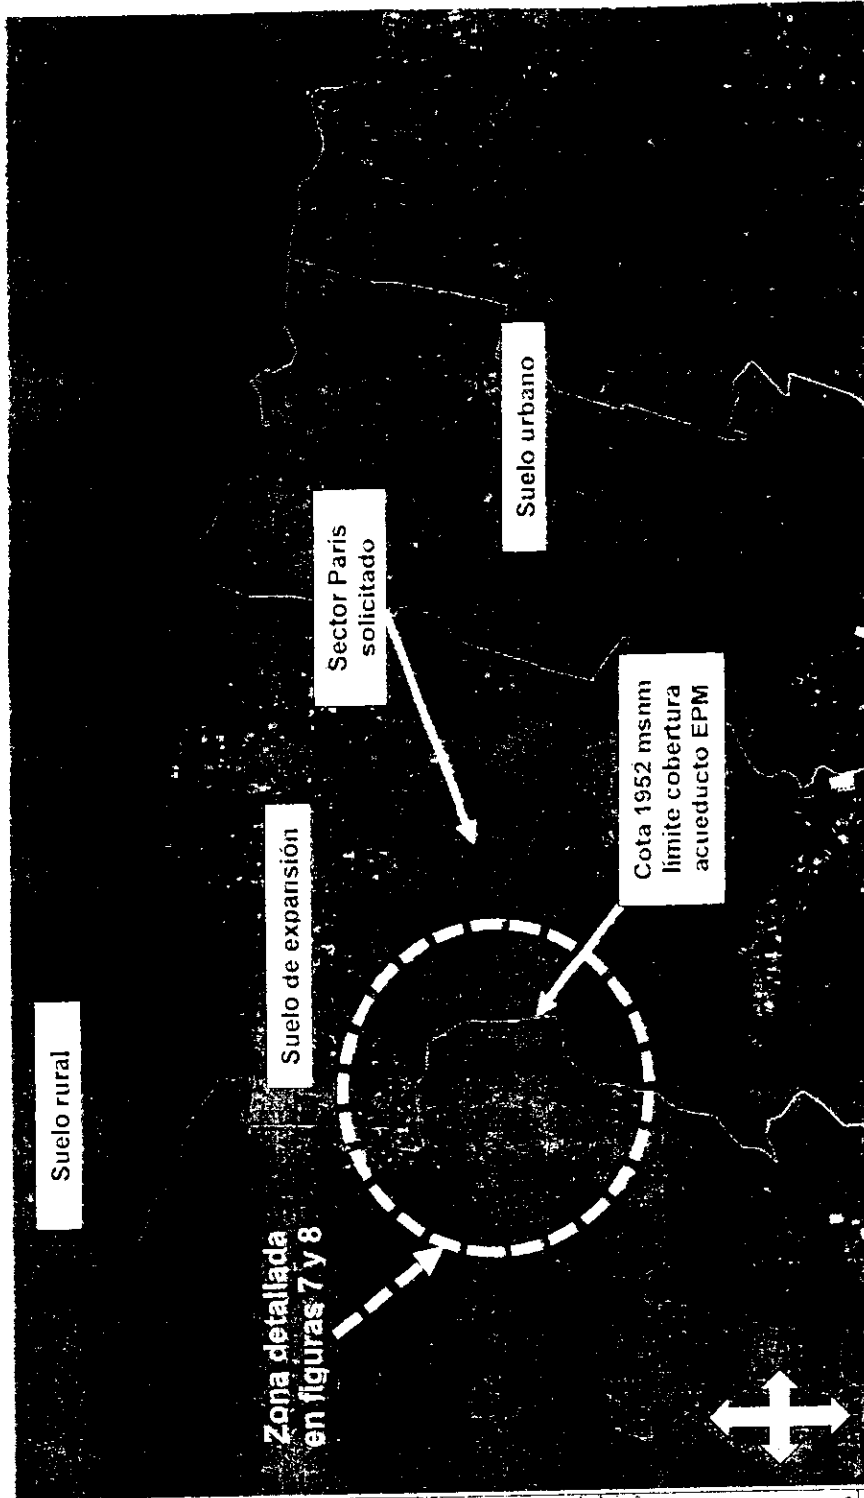 Suelo rural
Suelo de expansión
Sector París
solicitado
Suelo urbano
Zona detallada
en figuras 7 y 8
Cota 1952 msnm
límite cobertura
acueducto EPM